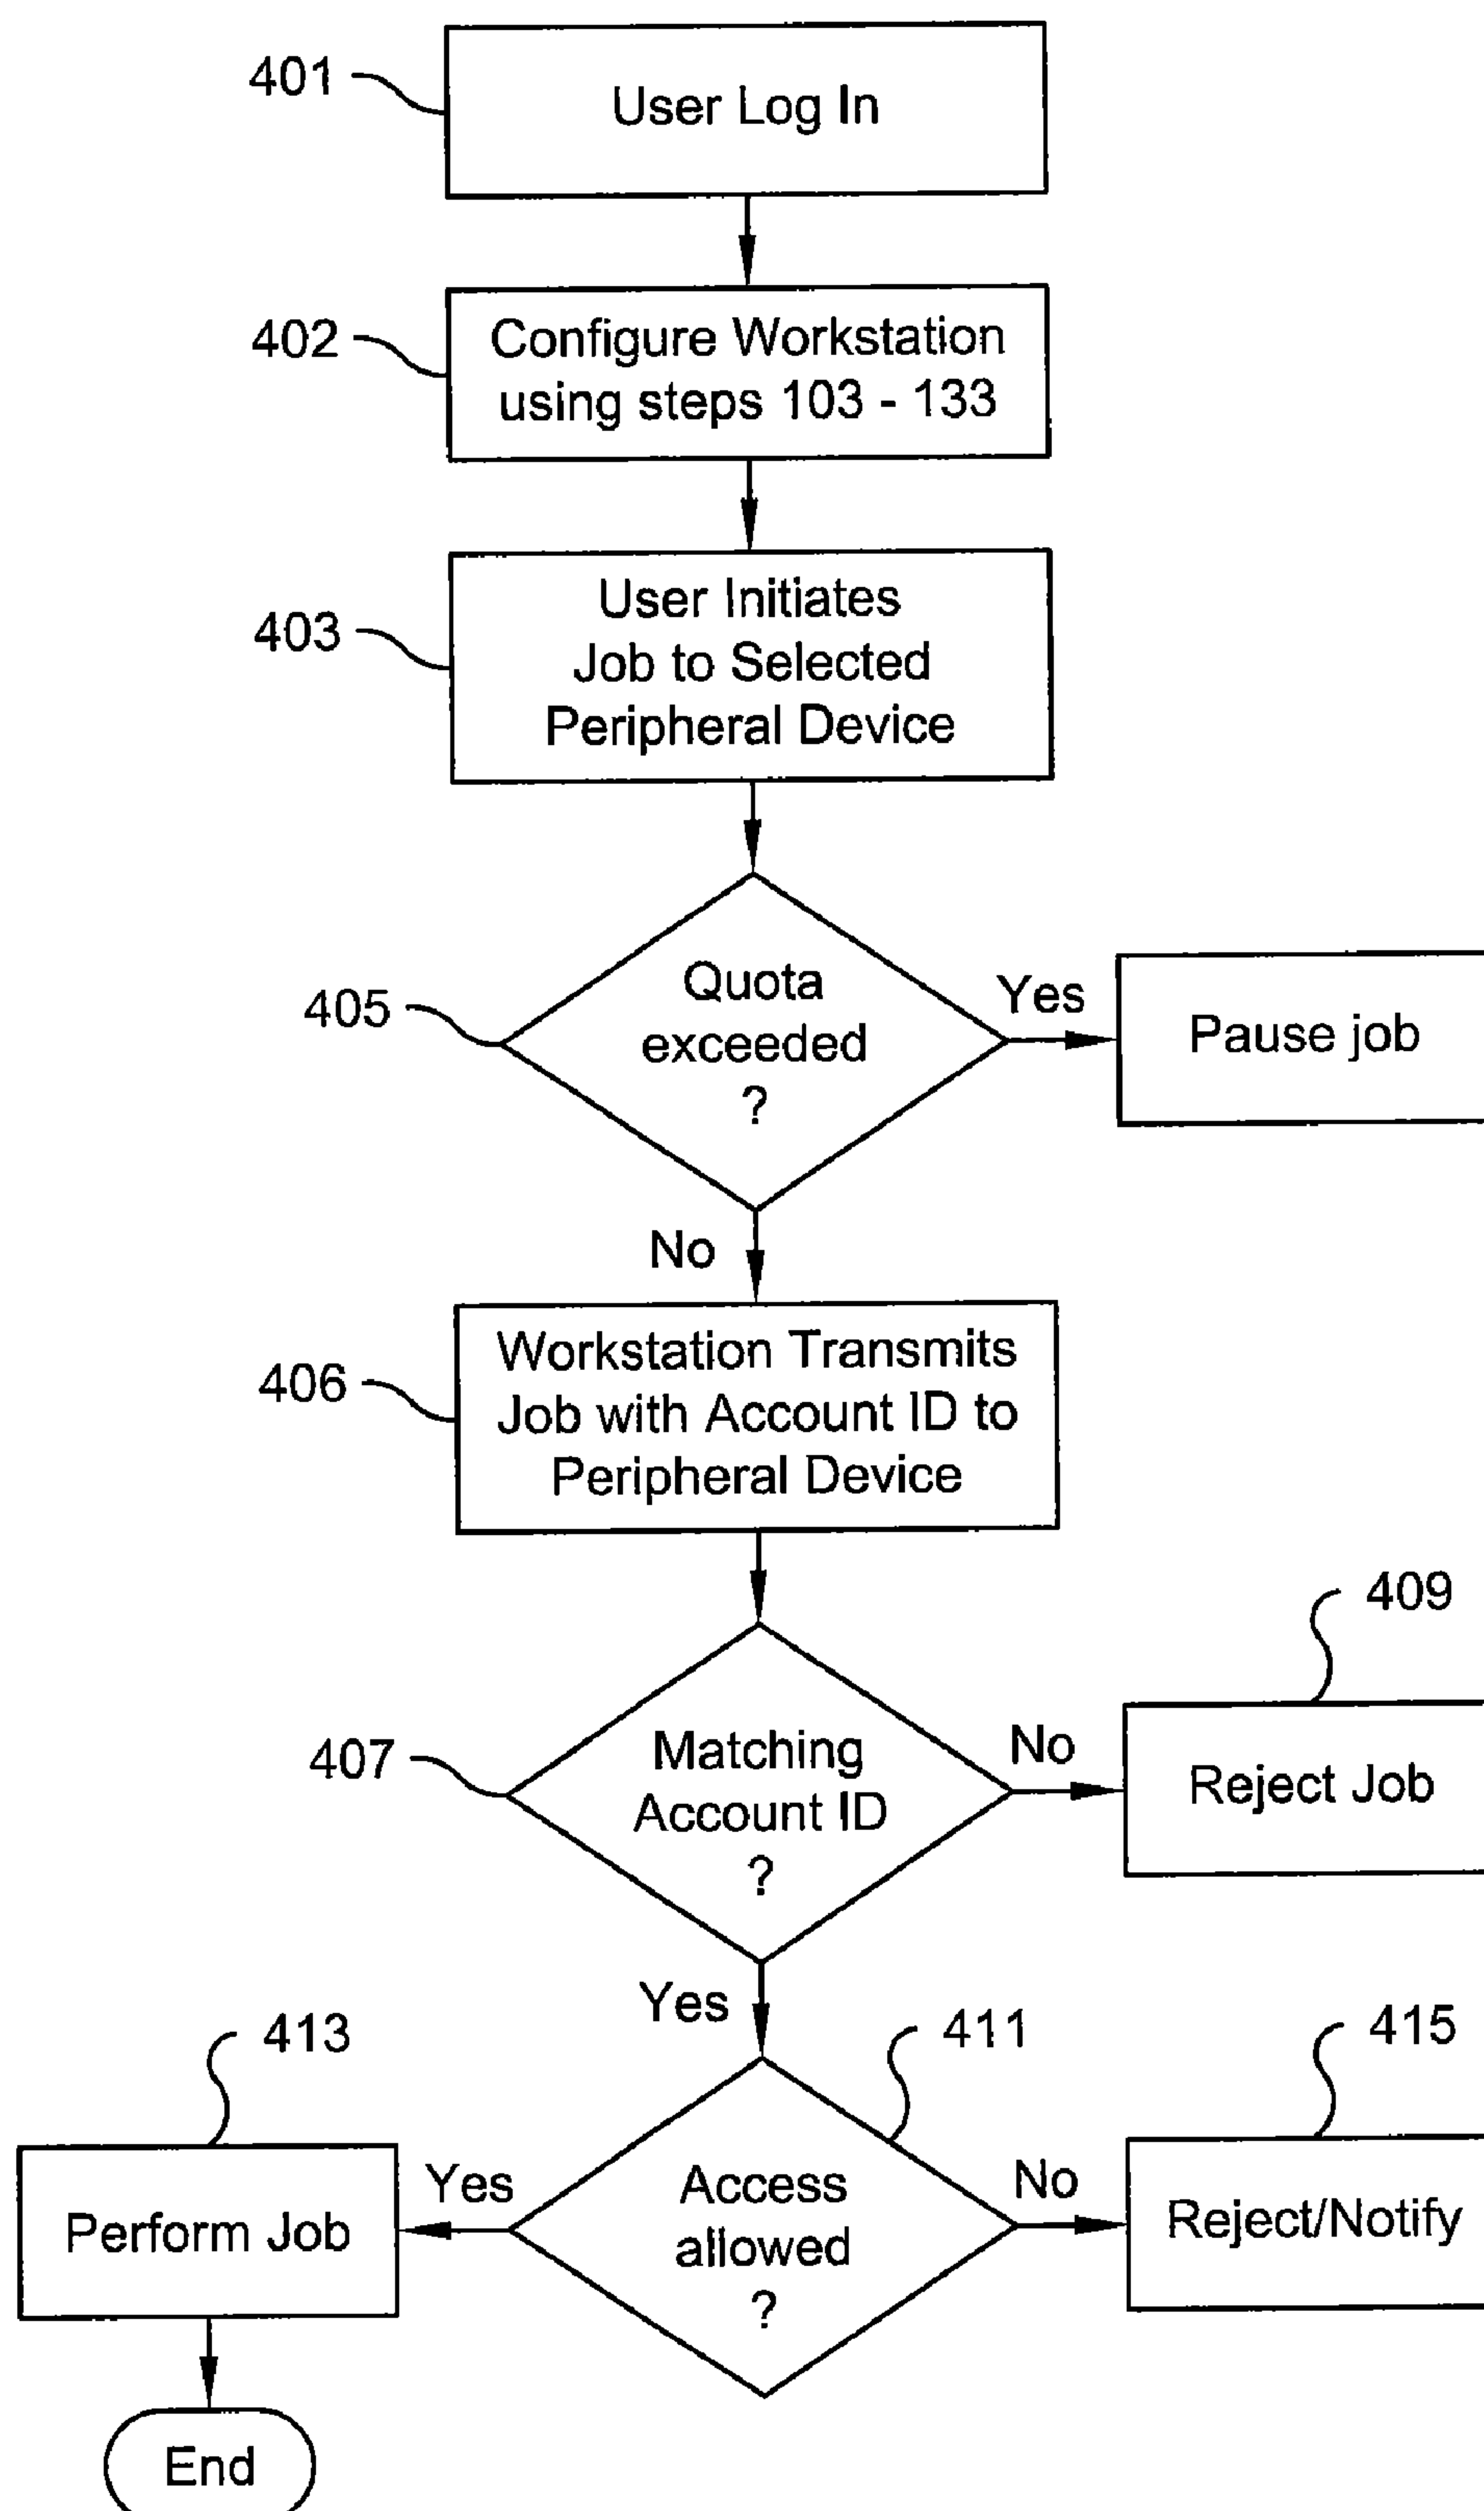 401
User Log In
402
Configure Workstation
using steps 103 - 133
403
User Initiates
Job to Selected
Peripheral Device
405
Quota
exceeded
?
Yes
Pause job
No
406
Workstation Transmits
Job with Account ID to
Peripheral Device
409
407
Matching
Account ID
?
No
Reject Job
Yes
413
411
415
Perform Job
Yes
Access
allowed
?
No
Reject/Notify
End